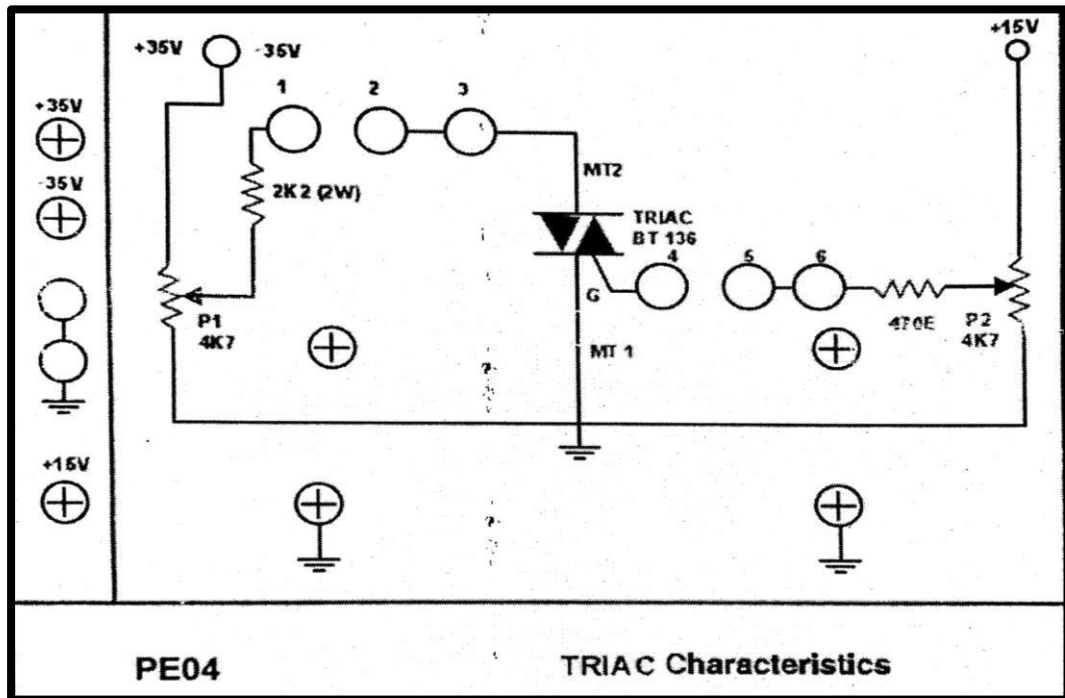 +35V -35V
+15V
1 2 3
+35V
-35V
2K2 (2W)
MT2
TRIAC
BT 136
4 5 6
G
P1
4K7
470E
P2
4K7
MT 1
+15V
PE04
TRIAC Characteristics